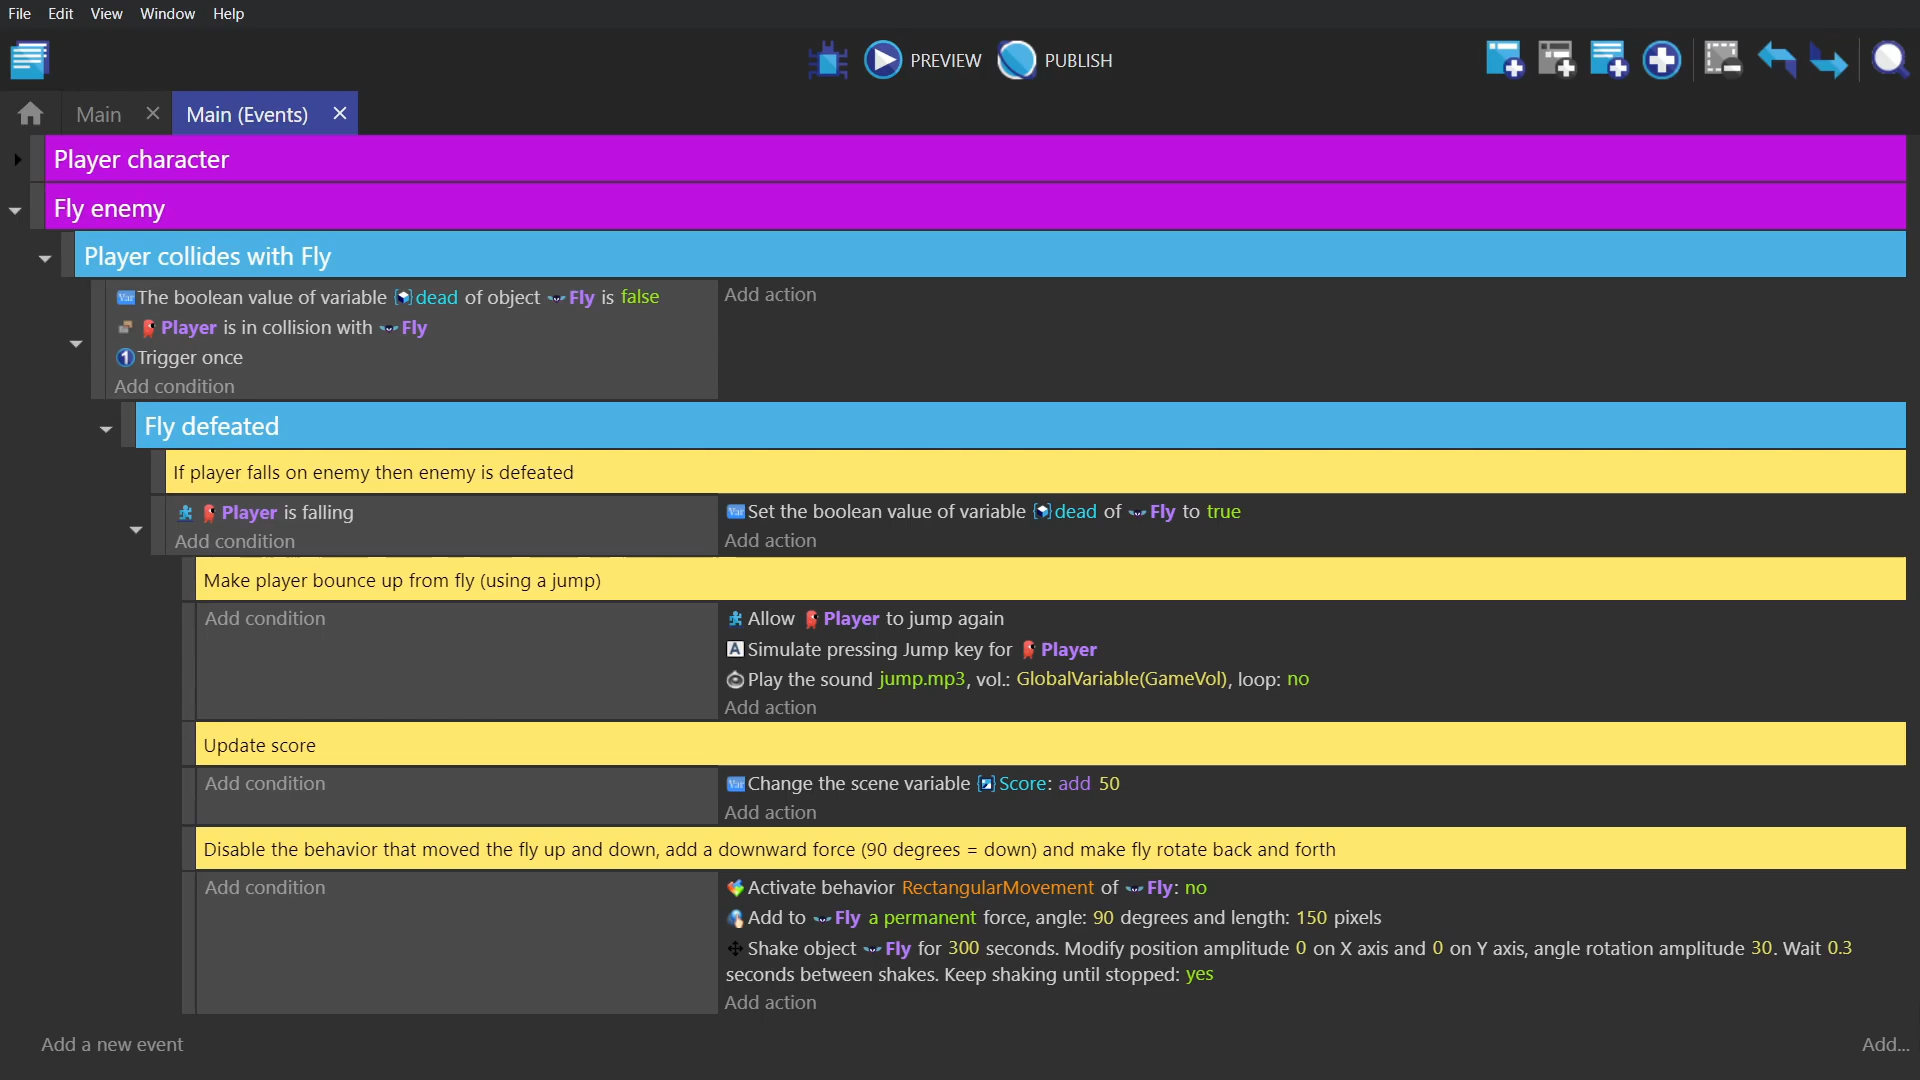 File Edit View Window Help
PREVIEW PUBLISH
Main Main (Events)
Player character
Fly enemy
Player collides with Fly
The boolean value of variable dead of object Fly is false
Add action
Player is in collision with Fly
Trigger once
Add condition
Fly defeated
If player falls on enemy then enemy is defeated
Player is falling
Add condition
Set the boolean value of variable dead of Fly to true
Add action
Make player bounce up from fly (using a jump)
Add condition
Allow Player to jump again
Simulate pressing Jump key for Player
Play the sound jump.mp3, vol.: GlobalVariable(GameVol), loop: no
Add action
Update score
Add condition
Change the scene variable Score: add 50
Add action
Disable the behavior that moved the fly up and down, add a downward force (90 degrees = down) and make fly rotate back and forth
Add condition
Activate behavior RectangularMovement of Fly: no
Add to Fly a permanent force, angle: 90 degrees and length: 150 pixels
Shake object Fly for 300 seconds. Modify position amplitude 0 on X axis and 0 on Y axis, angle rotation amplitude 30. Wait 0.3
seconds between shakes. Keep shaking until stopped: yes
Add action
Add a new event
Add...